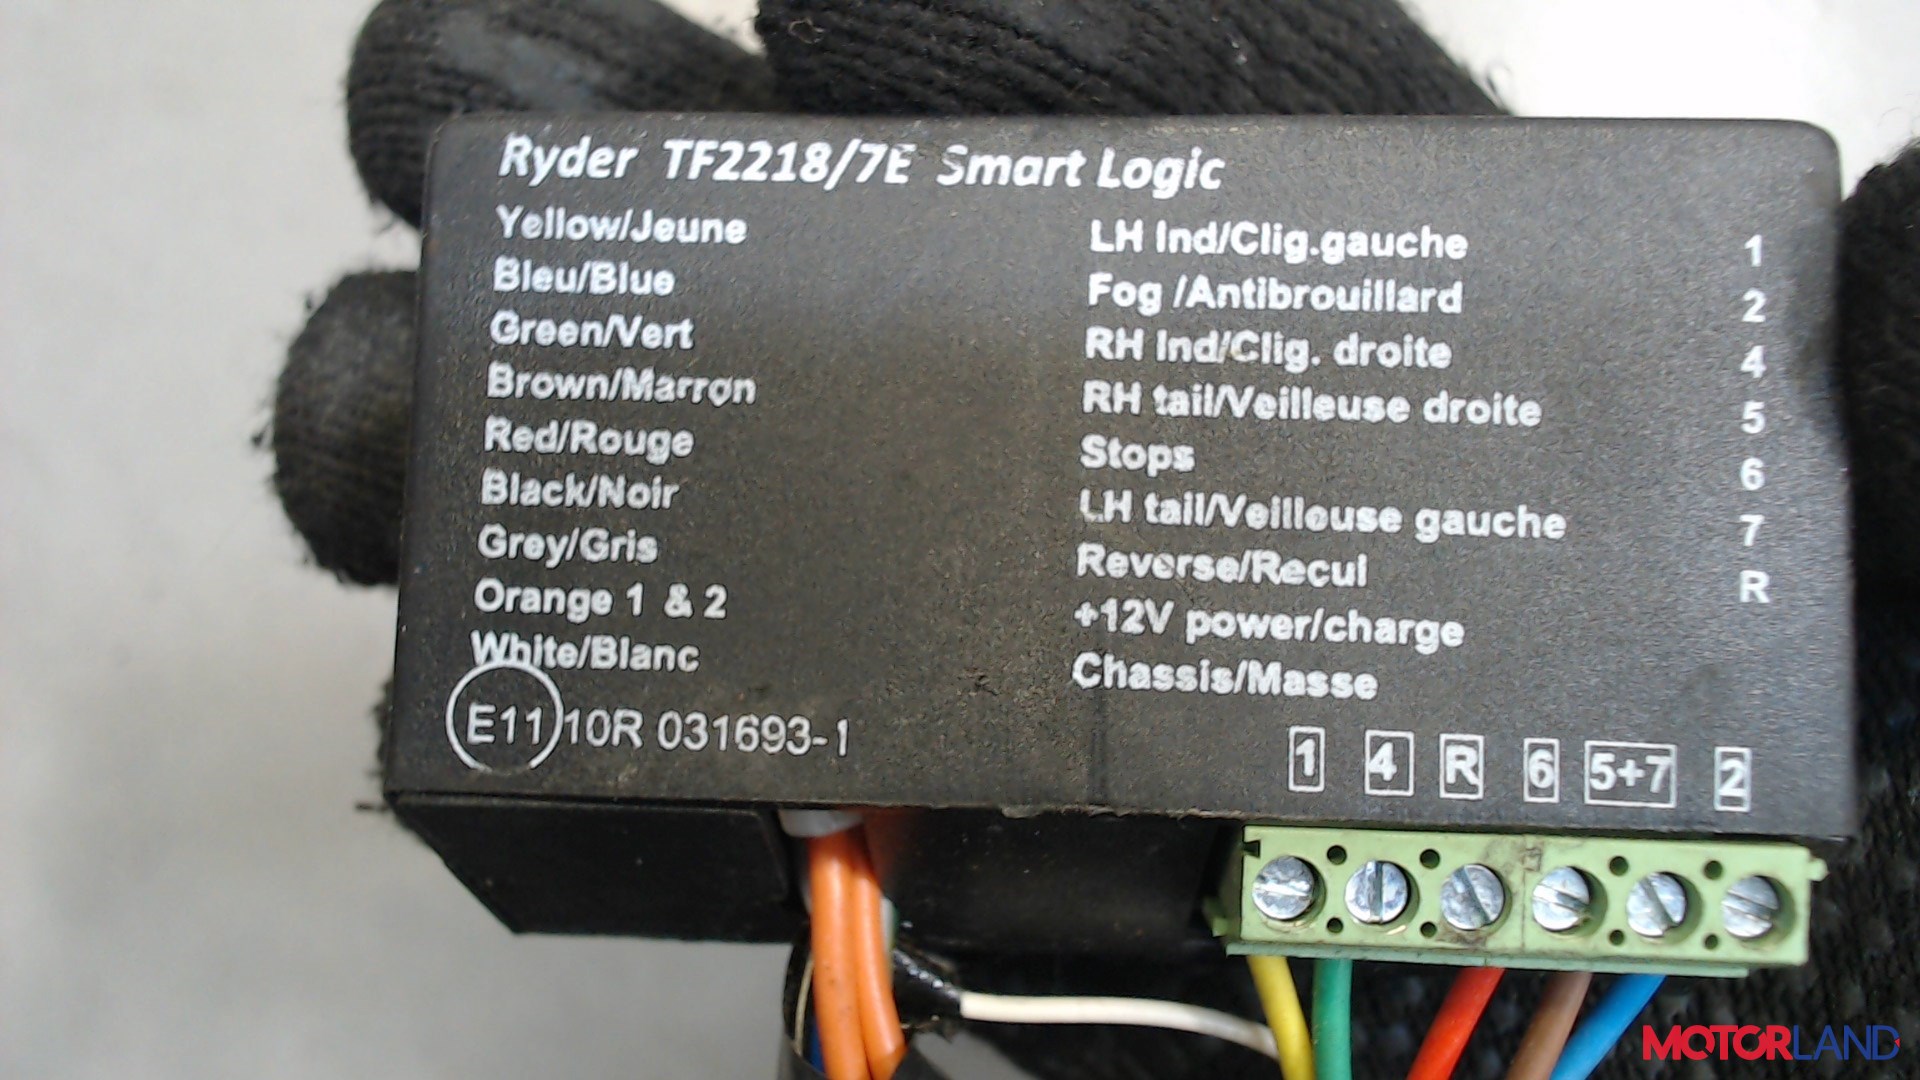 Ryder TF2218/7E Smart Logic
Yellow/Jeune LH Ind/Clig.gauche 1
Bleu/Blue Fog /Antibrouillard 2
Green/Vert RH Ind/Clig. droite 4
Brown/Marron RH tail/Veilleuse droite 5
Red/Rouge Stops 6
Black/Noir LH tail/Veilleuse gauche 7
Grey/Gris Reverse/Recul R
Orange 1 & 2 +12V power/charge
White/Blanc Chassis/Masse
E11 10R 031693-1
1 4 R 6 5+7 2
MOTORLAND